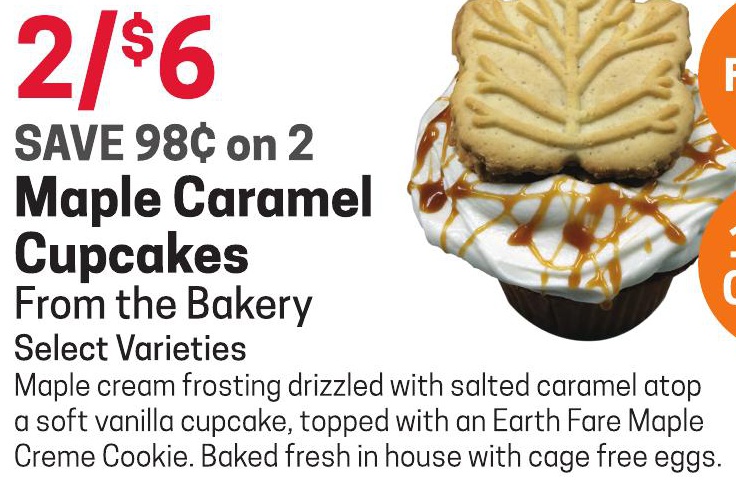 2/$6
SAVE 98¢ on 2
Maple Caramel
Cupcakes
From the Bakery
Select Varieties
Maple cream frosting drizzled with salted caramel atop
a soft vanilla cupcake, topped with an Earth Fare Maple
Creme Cookie. Baked fresh in house with cage free eggs.